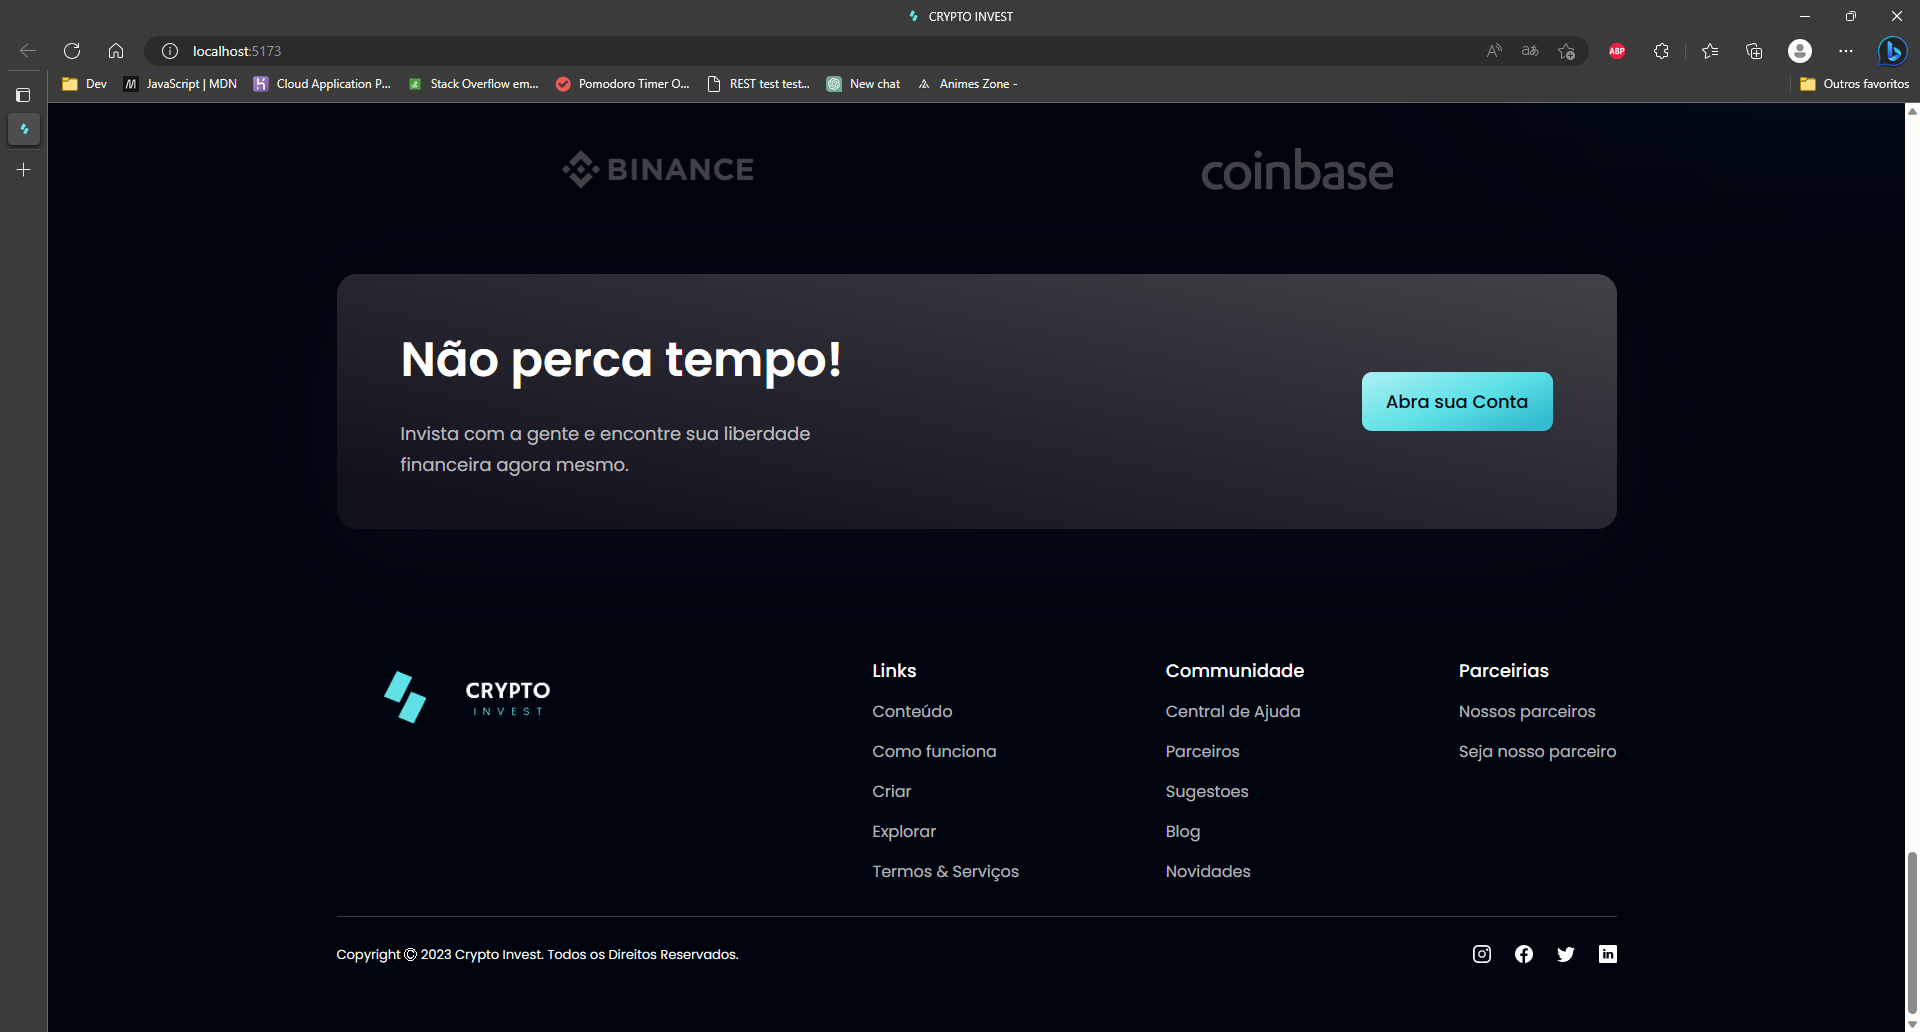 CRYPTO INVEST
localhost:5173
ABP
Dev
JavaScript | MDN
Cloud Application P...
Stack Overflow em...
Pomodoro Timer O...
REST test test...
New chat
Animes Zone -
Outros favoritos
BINANCE
coinbase
Não perca tempo!
Invista com a gente e encontre sua liberdade
financeira agora mesmo.
Abra sua Conta
CRYPTO
INVEST
Links
Conteúdo
Como funciona
Criar
Explorar
Termos & Serviços
Communidade
Central de Ajuda
Parceiros
Sugestoes
Blog
Novidades
Parceirias
Nossos parceiros
Seja nosso parceiro
Copyright © 2023 Crypto Invest. Todos os Direitos Reservados.